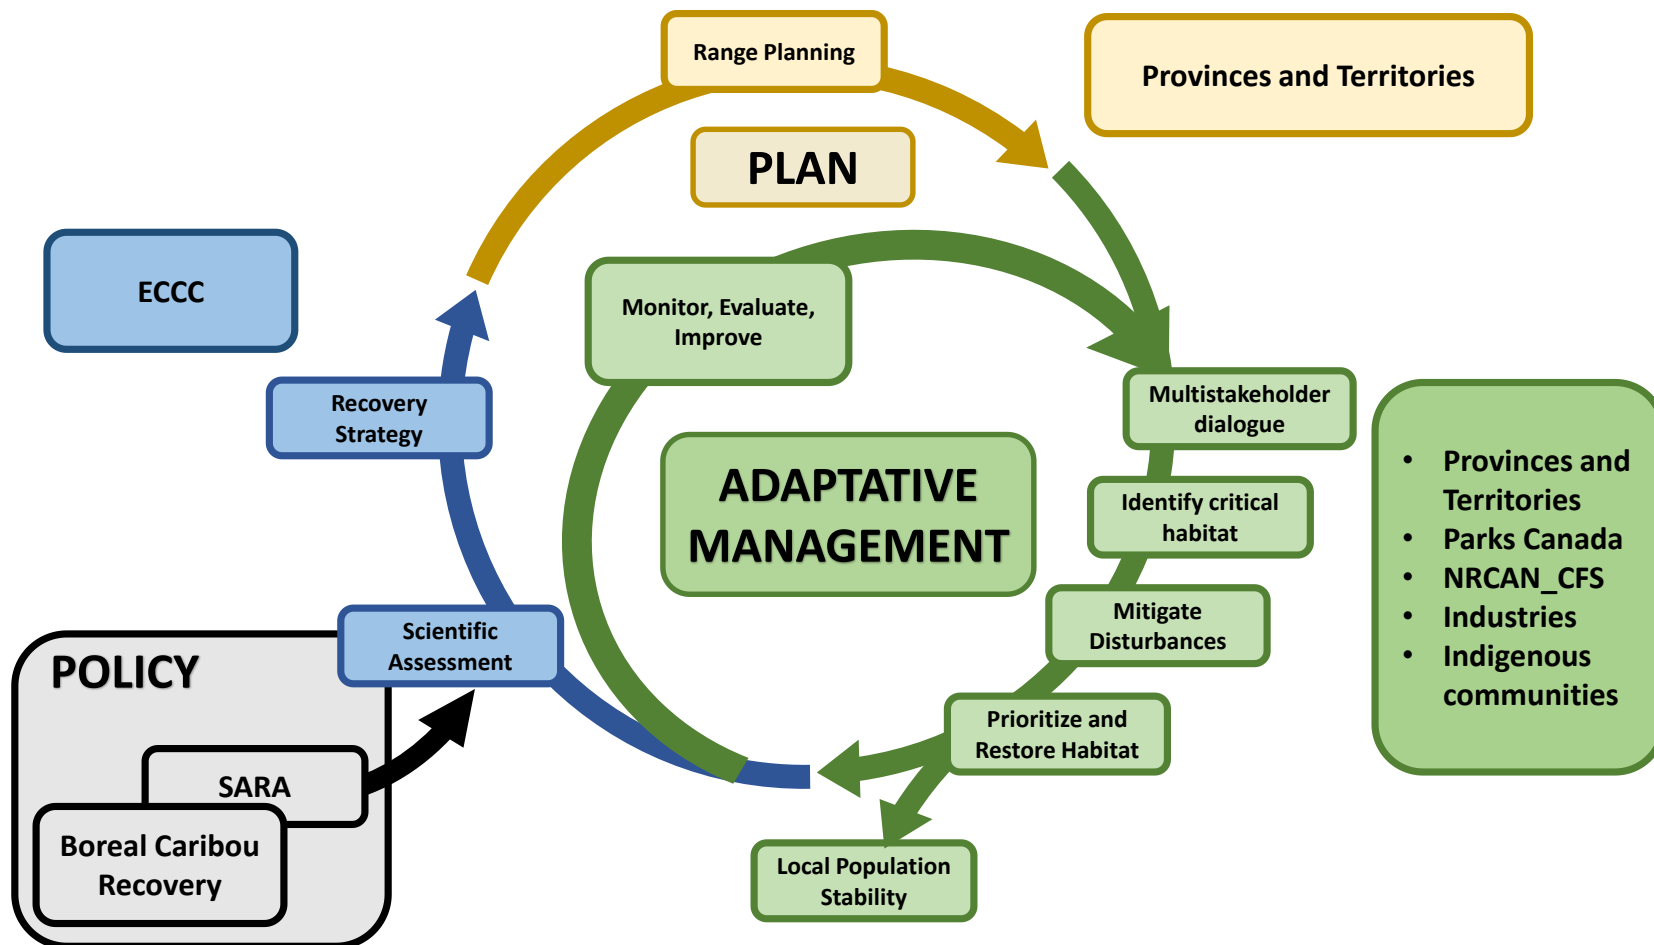 Range Planning
Provinces and Territories
PLAN
ECCC
Monitor, Evaluate,
Improve
Recovery
Strategy
Multistakeholder
dialogue
ADAPTATIVE
MANAGEMENT
Identify critical
habitat
• Provinces and
Territories
• Parks Canada
• NRCAN_CFS
• Industries
• Indigenous
communities
Mitigate
Disturbances
Scientific
Assessment
POLICY
Prioritize and
Restore Habitat
SARA
Boreal Caribou
Recovery
Local Population
Stability